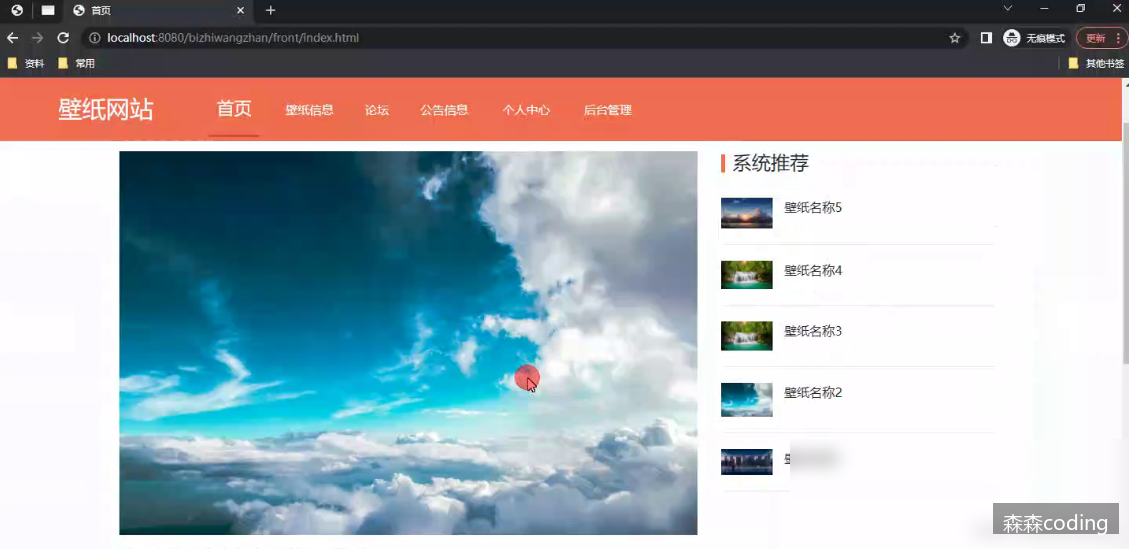 首页
localhost:8080/bizhiwangzhan/front/index.html
无痕模式
更新
资料
常用
其他书签
壁纸网站
首页
壁纸信息
论坛
公告信息
个人中心
后台管理
系统推荐
壁纸名称5
壁纸名称4
壁纸名称3
壁纸名称2
森森coding